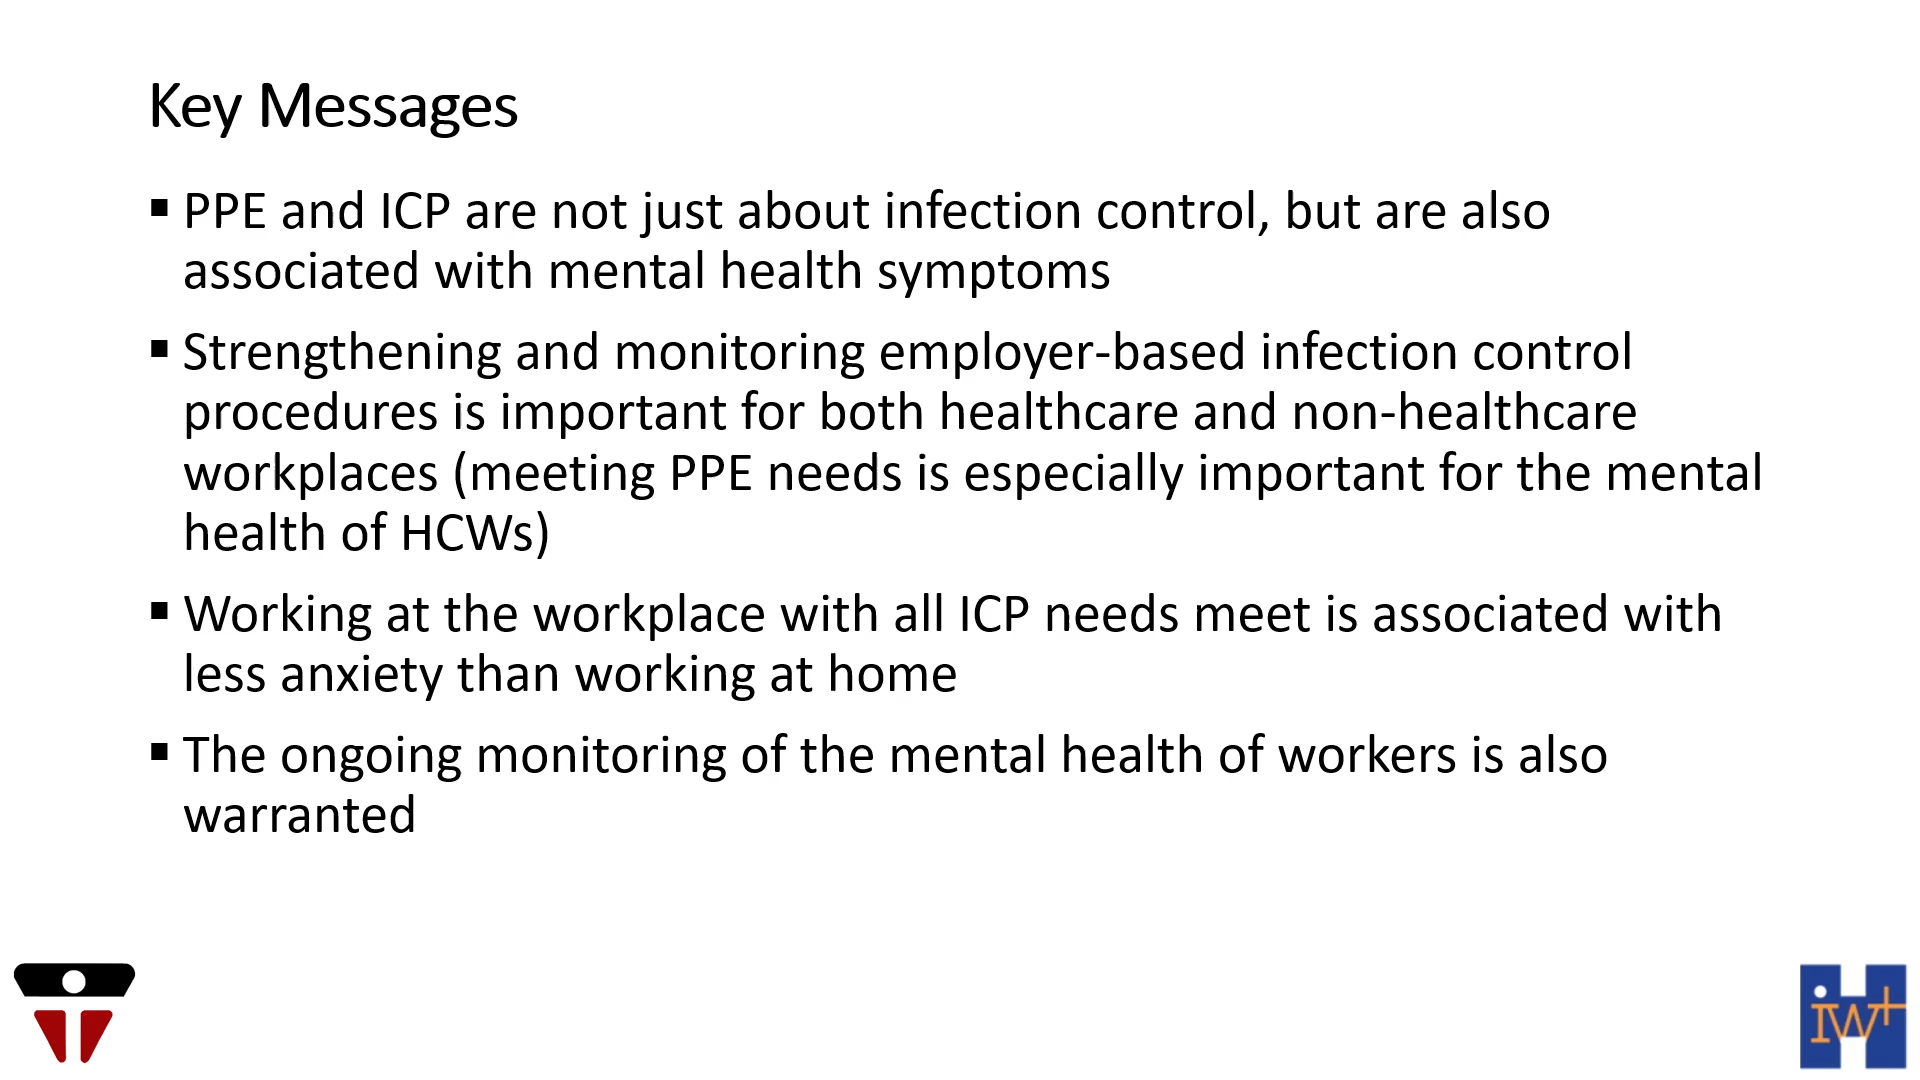 Key Messages
▪ PPE and ICP are not just about infection control, but are also
associated with mental health symptoms
▪ Strengthening and monitoring employer-based infection control
procedures is important for both healthcare and non-healthcare
workplaces (meeting PPE needs is especially important for the mental
health of HCWs)
▪ Working at the workplace with all ICP needs meet is associated with
less anxiety than working at home
▪ The ongoing monitoring of the mental health of workers is also
warranted
iwH